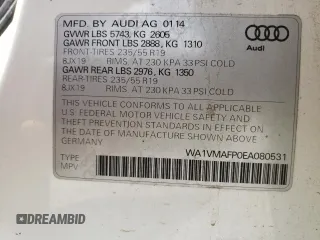 MFD. BY AUDI AG 01 14
GVWR LBS 5743, KG 2605
GAWR FRONT LBS 2888, KG 1310
FRONT-TIRES 235/55 R19
8JX19 RIMS, AT 230 KPA 33 PSI COLD
GAWR REAR LBS 2976, KG 1350
REAR-TIRES 235/55 R19
8JX19 RIMS, AT 230 KPA 33 PSI COLD
Audi
THIS VEHICLE CONFORMS TO ALL APPLICABLE
U.S. FEDERAL MOTOR VEHICLE SAFETY AND
THEFT PREVENTION STANDARDS IN EFFECT ON
THE DATE OF MANUFACTURE SHOWN ABOVE
GERMANY
TYPE: WA1VMAFP0EA080531
MPV
DREAMBID